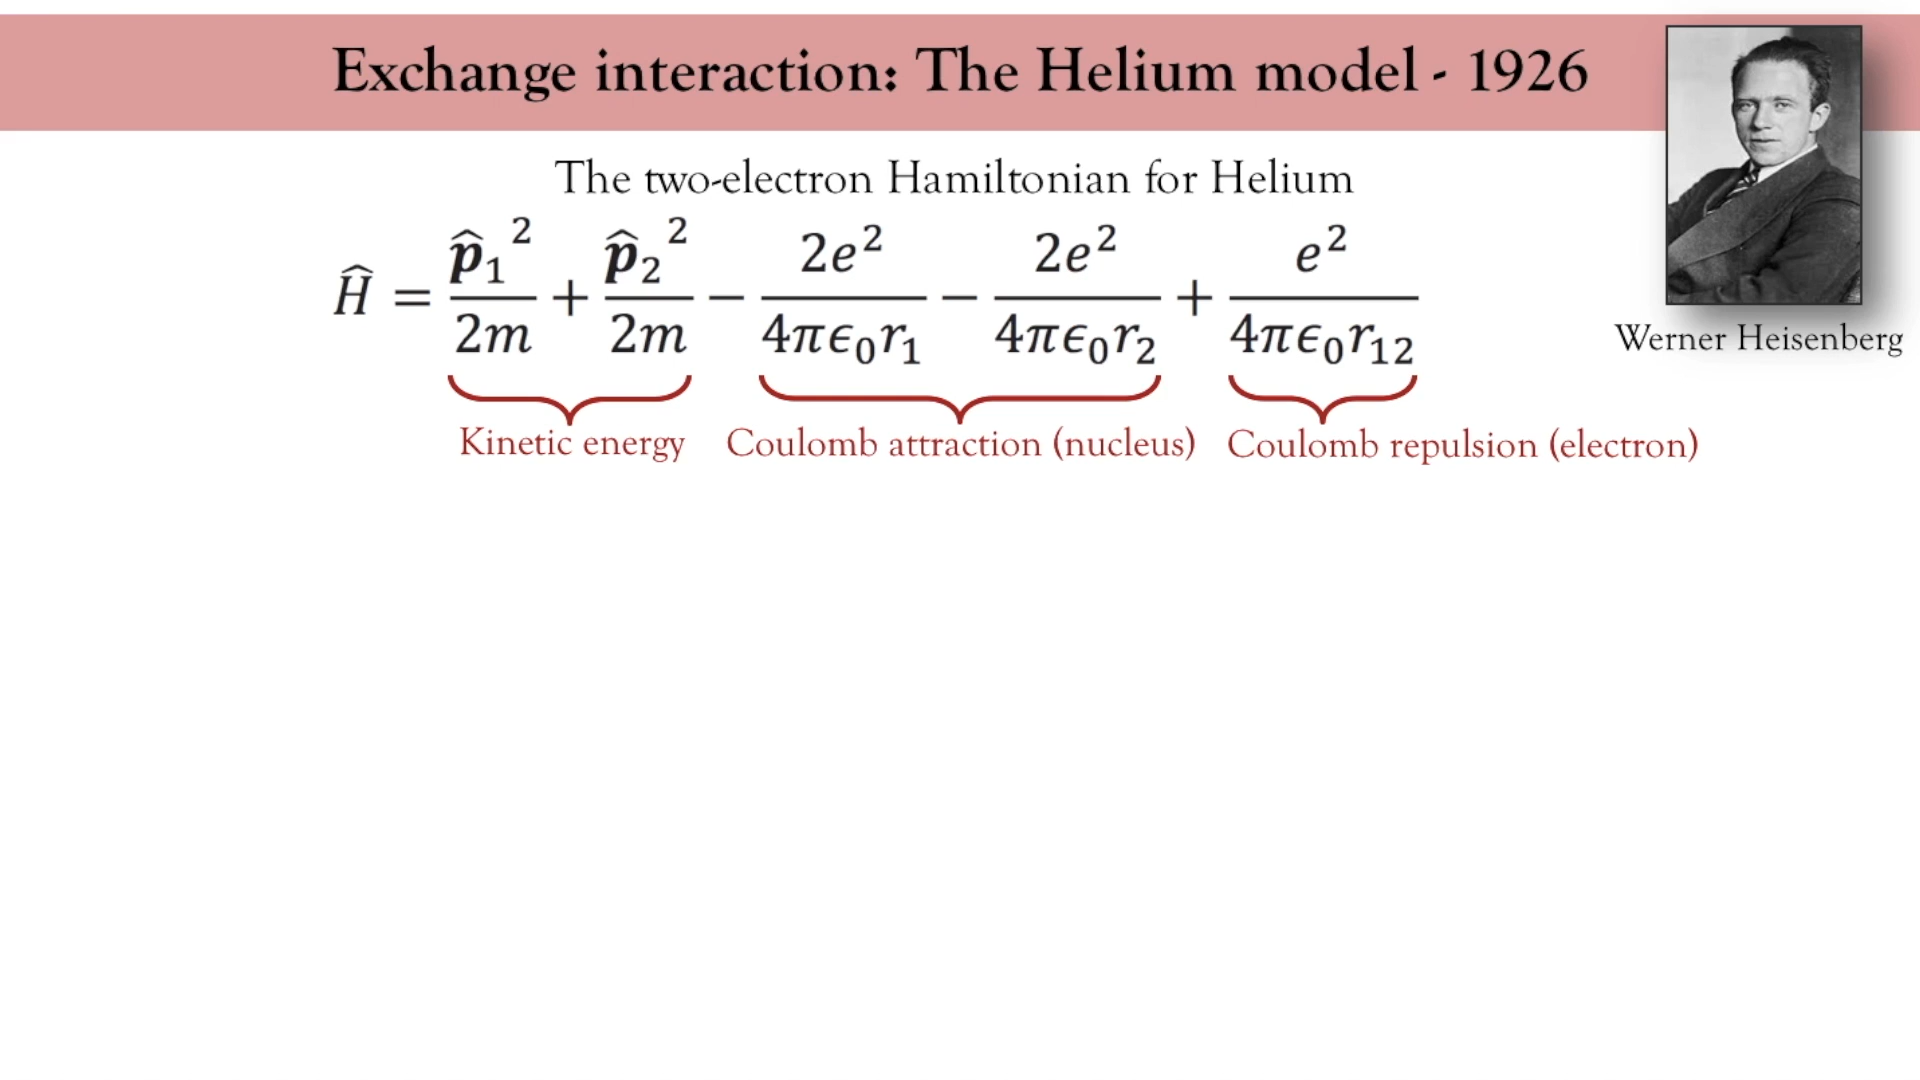 Exchange interaction: The Helium model - 1926
The two-electron Hamiltonian for Helium
Ĥ = p̂₁²/2m + p̂₂²/2m − 2e²/4πϵ₀r₁ − 2e²/4πϵ₀r₂ + e²/4πϵ₀r₁₂
Werner Heisenberg
Kinetic energy Coulomb attraction (nucleus) Coulomb repulsion (electron)